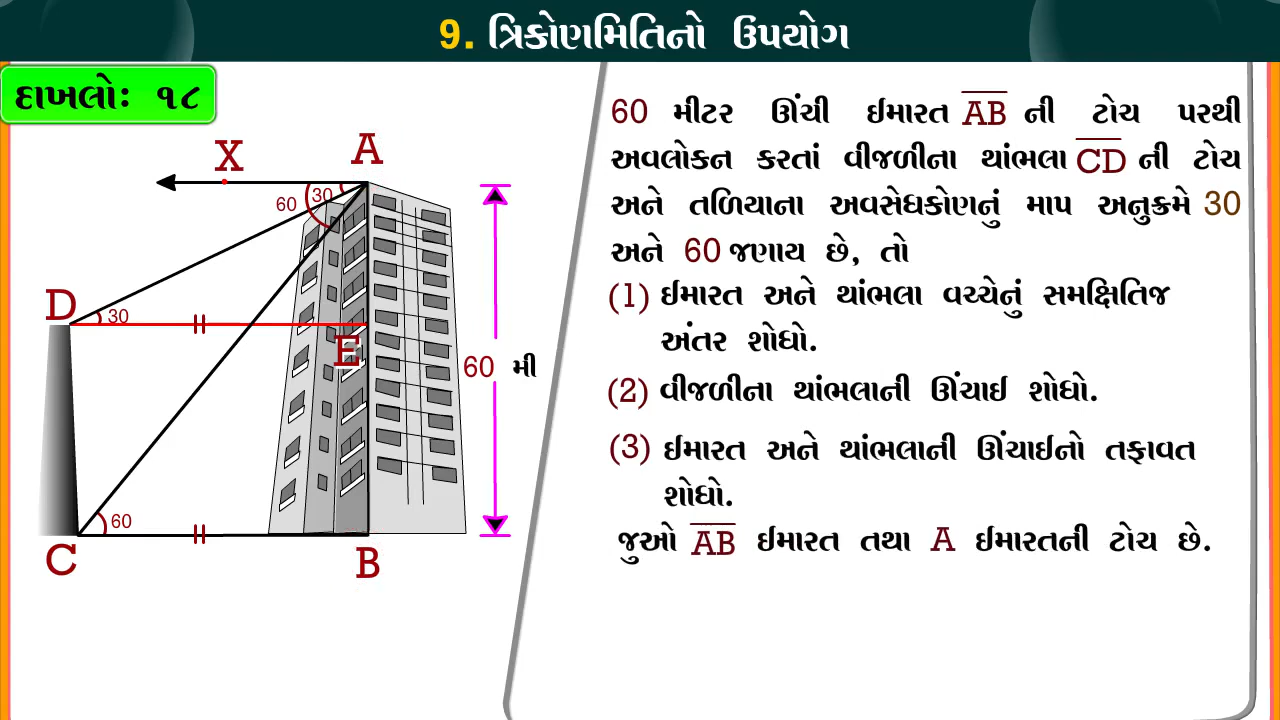 9. ત્રિકોણમિતિનો ઉપયોગ
દાખલોઃ ૧૮
60 મીટર ઊંચી ઈમારત AB ની ટોચ પરથી
અવલોકન કરતાં વીજળીના થાંભલા CD ની ટોચ
અને તળિયાના અવસેધકોણનું માપ અનુક્રમે 30
અને 60 જણાય છે, તો
(1) ઈમારત અને થાંભલા વચ્ચેનું સમક્ષિતિજ
અંતર શોધો.
(2) વીજળીના થાંભલાની ઊંચાઈ શોધો.
(3) ઈમારત અને થાંભલાની ઊંચાઈનો તફાવત
શોધો.
જુઓ AB ઈમારત તથા A ઈમારતની ટોચ છે.
X
A
30
60
D
30
E
60 મી
60
C
B